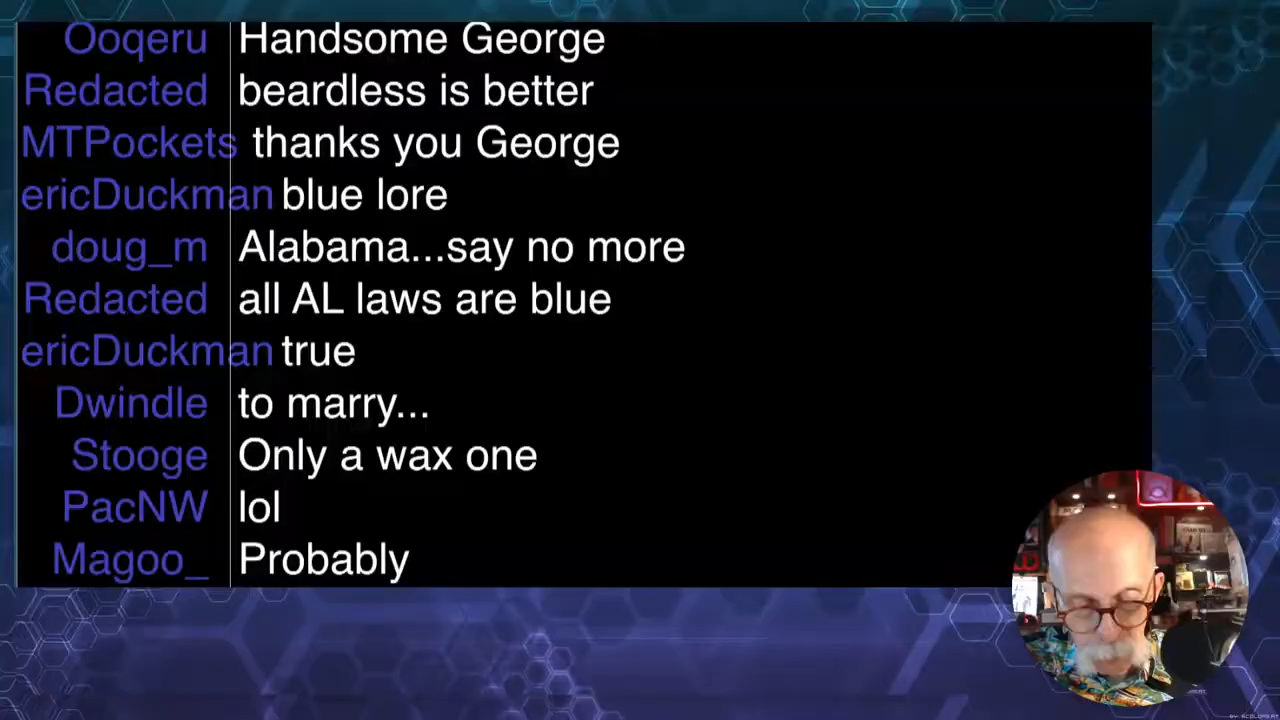 Ooqeru Handsome George
Redacted beardless is better
MTPockets thanks you George
ericDuckman blue lore
doug_m Alabama...say no more
Redacted all AL laws are blue
ericDuckman true
Dwindle to marry...
Stooge Only a wax one
PacNW lol
Magoo_ Probably